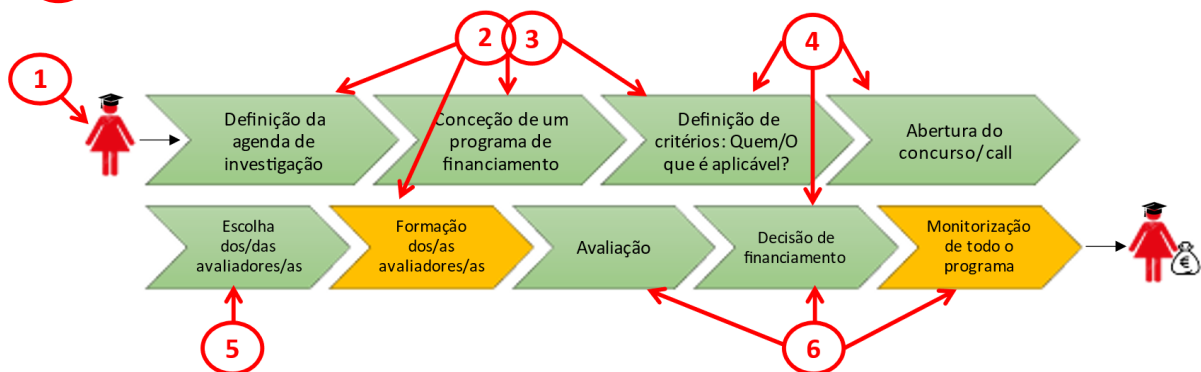 2
3
4
1
Definição da
agenda de
investigação
Conceção de um
programa de
financiamento
Definição de
critérios: Quem/O
que é aplicável?
Abertura do
concurso/call
Escolha
dos/das
avaliadores/as
Formação
dos/as
avaliadores/as
Avaliação
Decisão de
financiamento
Monitorização
de todo o
programa
€
5
6